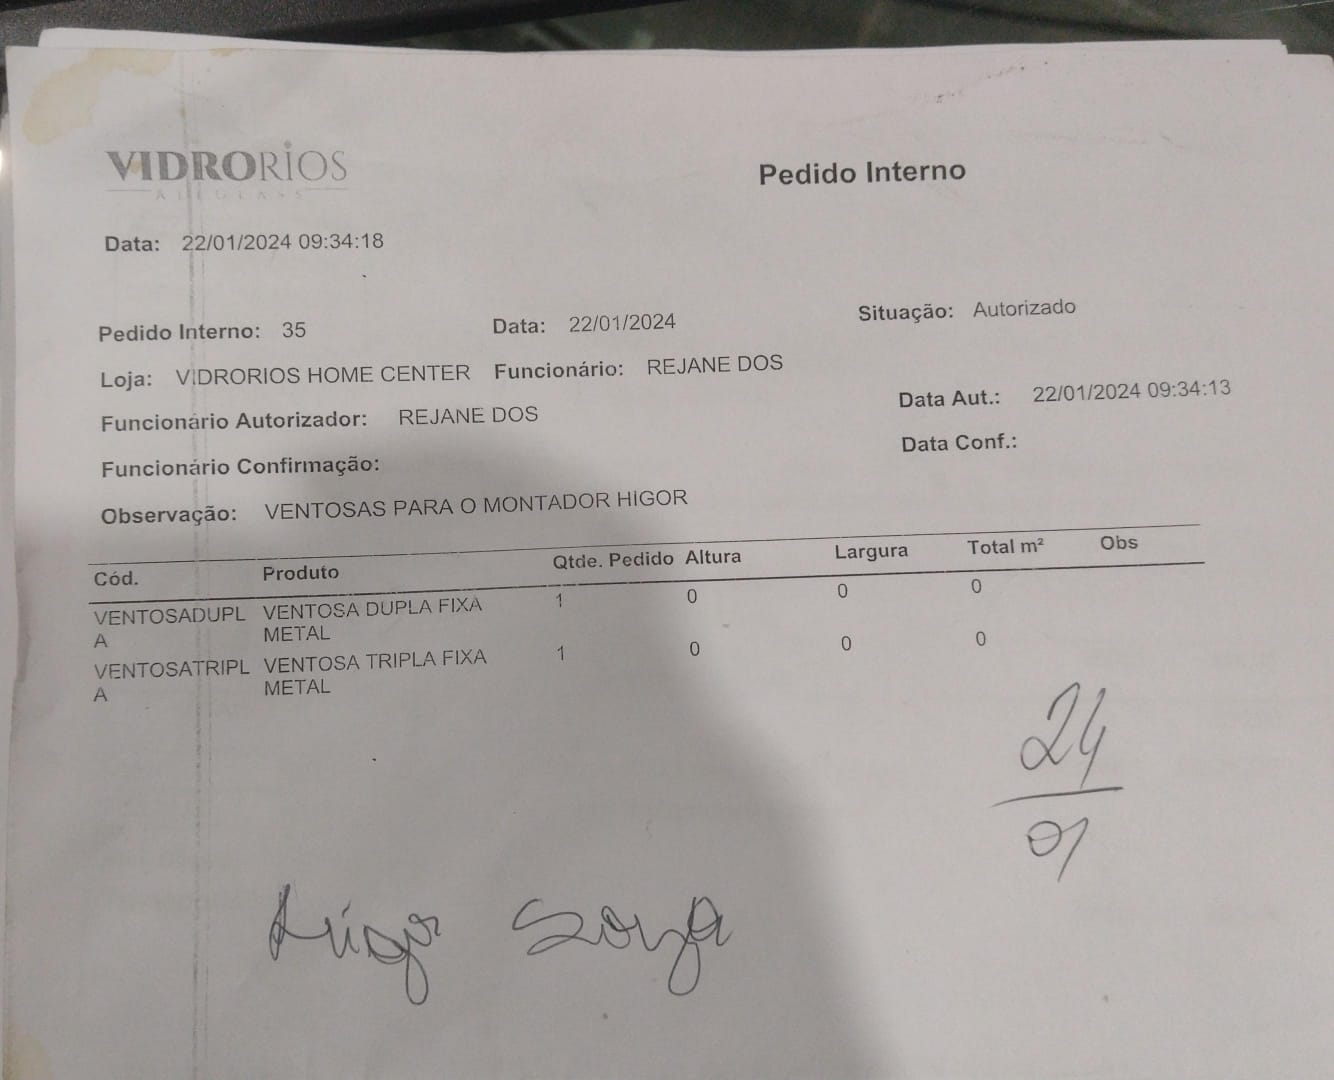 VIDRORIOS
Pedido Interno
Data: 22/01/2024 09:34:18
Pedido Interno: 35 Data: 22/01/2024 Situação: Autorizado
Loja: VIDRORIOS HOME CENTER Funcionário: REJANE DOS
Funcionário Autorizador: REJANE DOS Data Aut.: 22/01/2024 09:34:13
Funcionário Confirmação: Data Conf.:
Observação: VENTOSAS PARA O MONTADOR HIGOR
Cód. Produto Qtde. Pedido Altura Largura Total m² Obs
VENTOSADUPL VENTOSA DUPLA FIXA 1 0 0 0
A METAL
VENTOSATRIPL VENTOSA TRIPLA FIXA 1 0 0 0
A METAL
24
01
Higor Souza